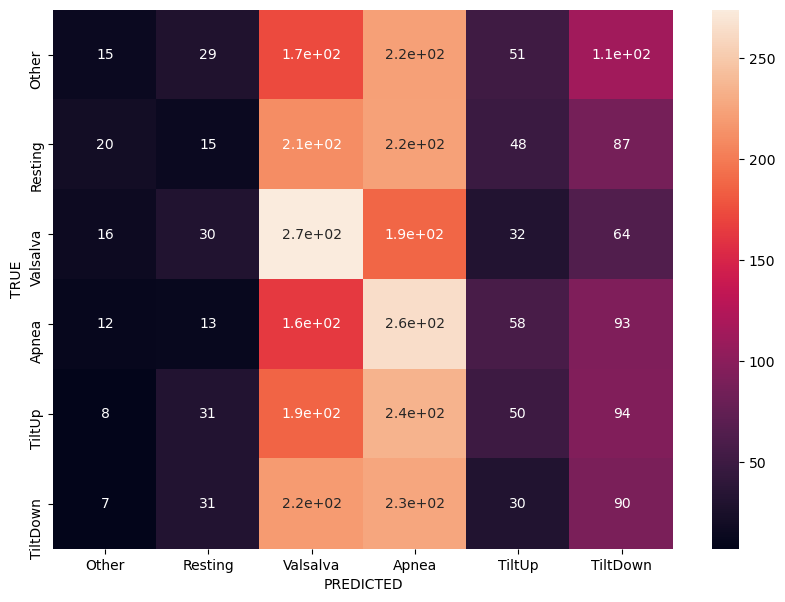 Other 15 29 1.7e+02 2.2e+02 51 1.1e+02
Resting 20 15 2.1e+02 2.2e+02 48 87
Valsalva 16 30 2.7e+02 1.9e+02 32 64
Apnea 12 13 1.6e+02 2.6e+02 58 93
TiltUp 8 31 1.9e+02 2.4e+02 50 94
TiltDown 7 31 2.2e+02 2.3e+02 30 90
TRUE
Other Resting Valsalva Apnea TiltUp TiltDown
PREDICTED
250
200
150
100
50